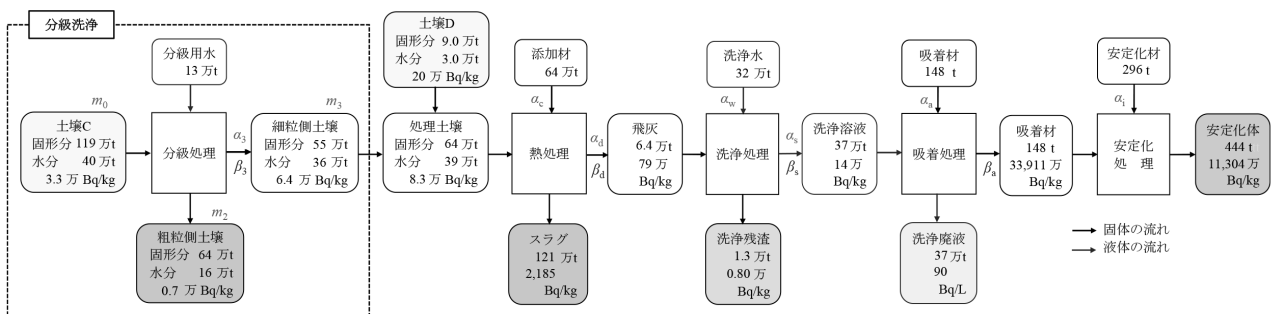 分級洗浄
分級用水
13 万t
m0
土壌C
固形分 119万t
水分 40万t
3.3 万 Bq/kg
分級処理
α3
β3
m3
細粒側土壌
固形分 55 万t
水分 36 万t
6.4 万 Bq/kg
m2
粗粒側土壌
固形分 64 万t
水分 16 万t
0.7 万 Bq/kg
土壌D
固形分 9.0 万t
水分 3.0 万t
20 万 Bq/kg
処理土壌
固形分 64 万t
水分 39 万t
8.3 万 Bq/kg
添加材
64 万t
αc
熱処理
αd
βd
スラグ
121 万t
2,185
Bq/kg
飛灰
6.4 万t
79 万
Bq/kg
洗浄水
32 万t
αw
洗浄処理
αs
βs
洗浄残渣
1.3 万t
0.80 万
Bq/kg
洗浄溶液
37 万t
14 万
Bq/kg
吸着材
148 t
αa
吸着処理
βa
洗浄廃液
37 万t
90
Bq/L
吸着材
148 t
33,911万
Bq/kg
安定化材
296 t
αi
安定化
処 理
安定化体
444 t
11,304万
Bq/kg
固体の流れ
液体の流れ